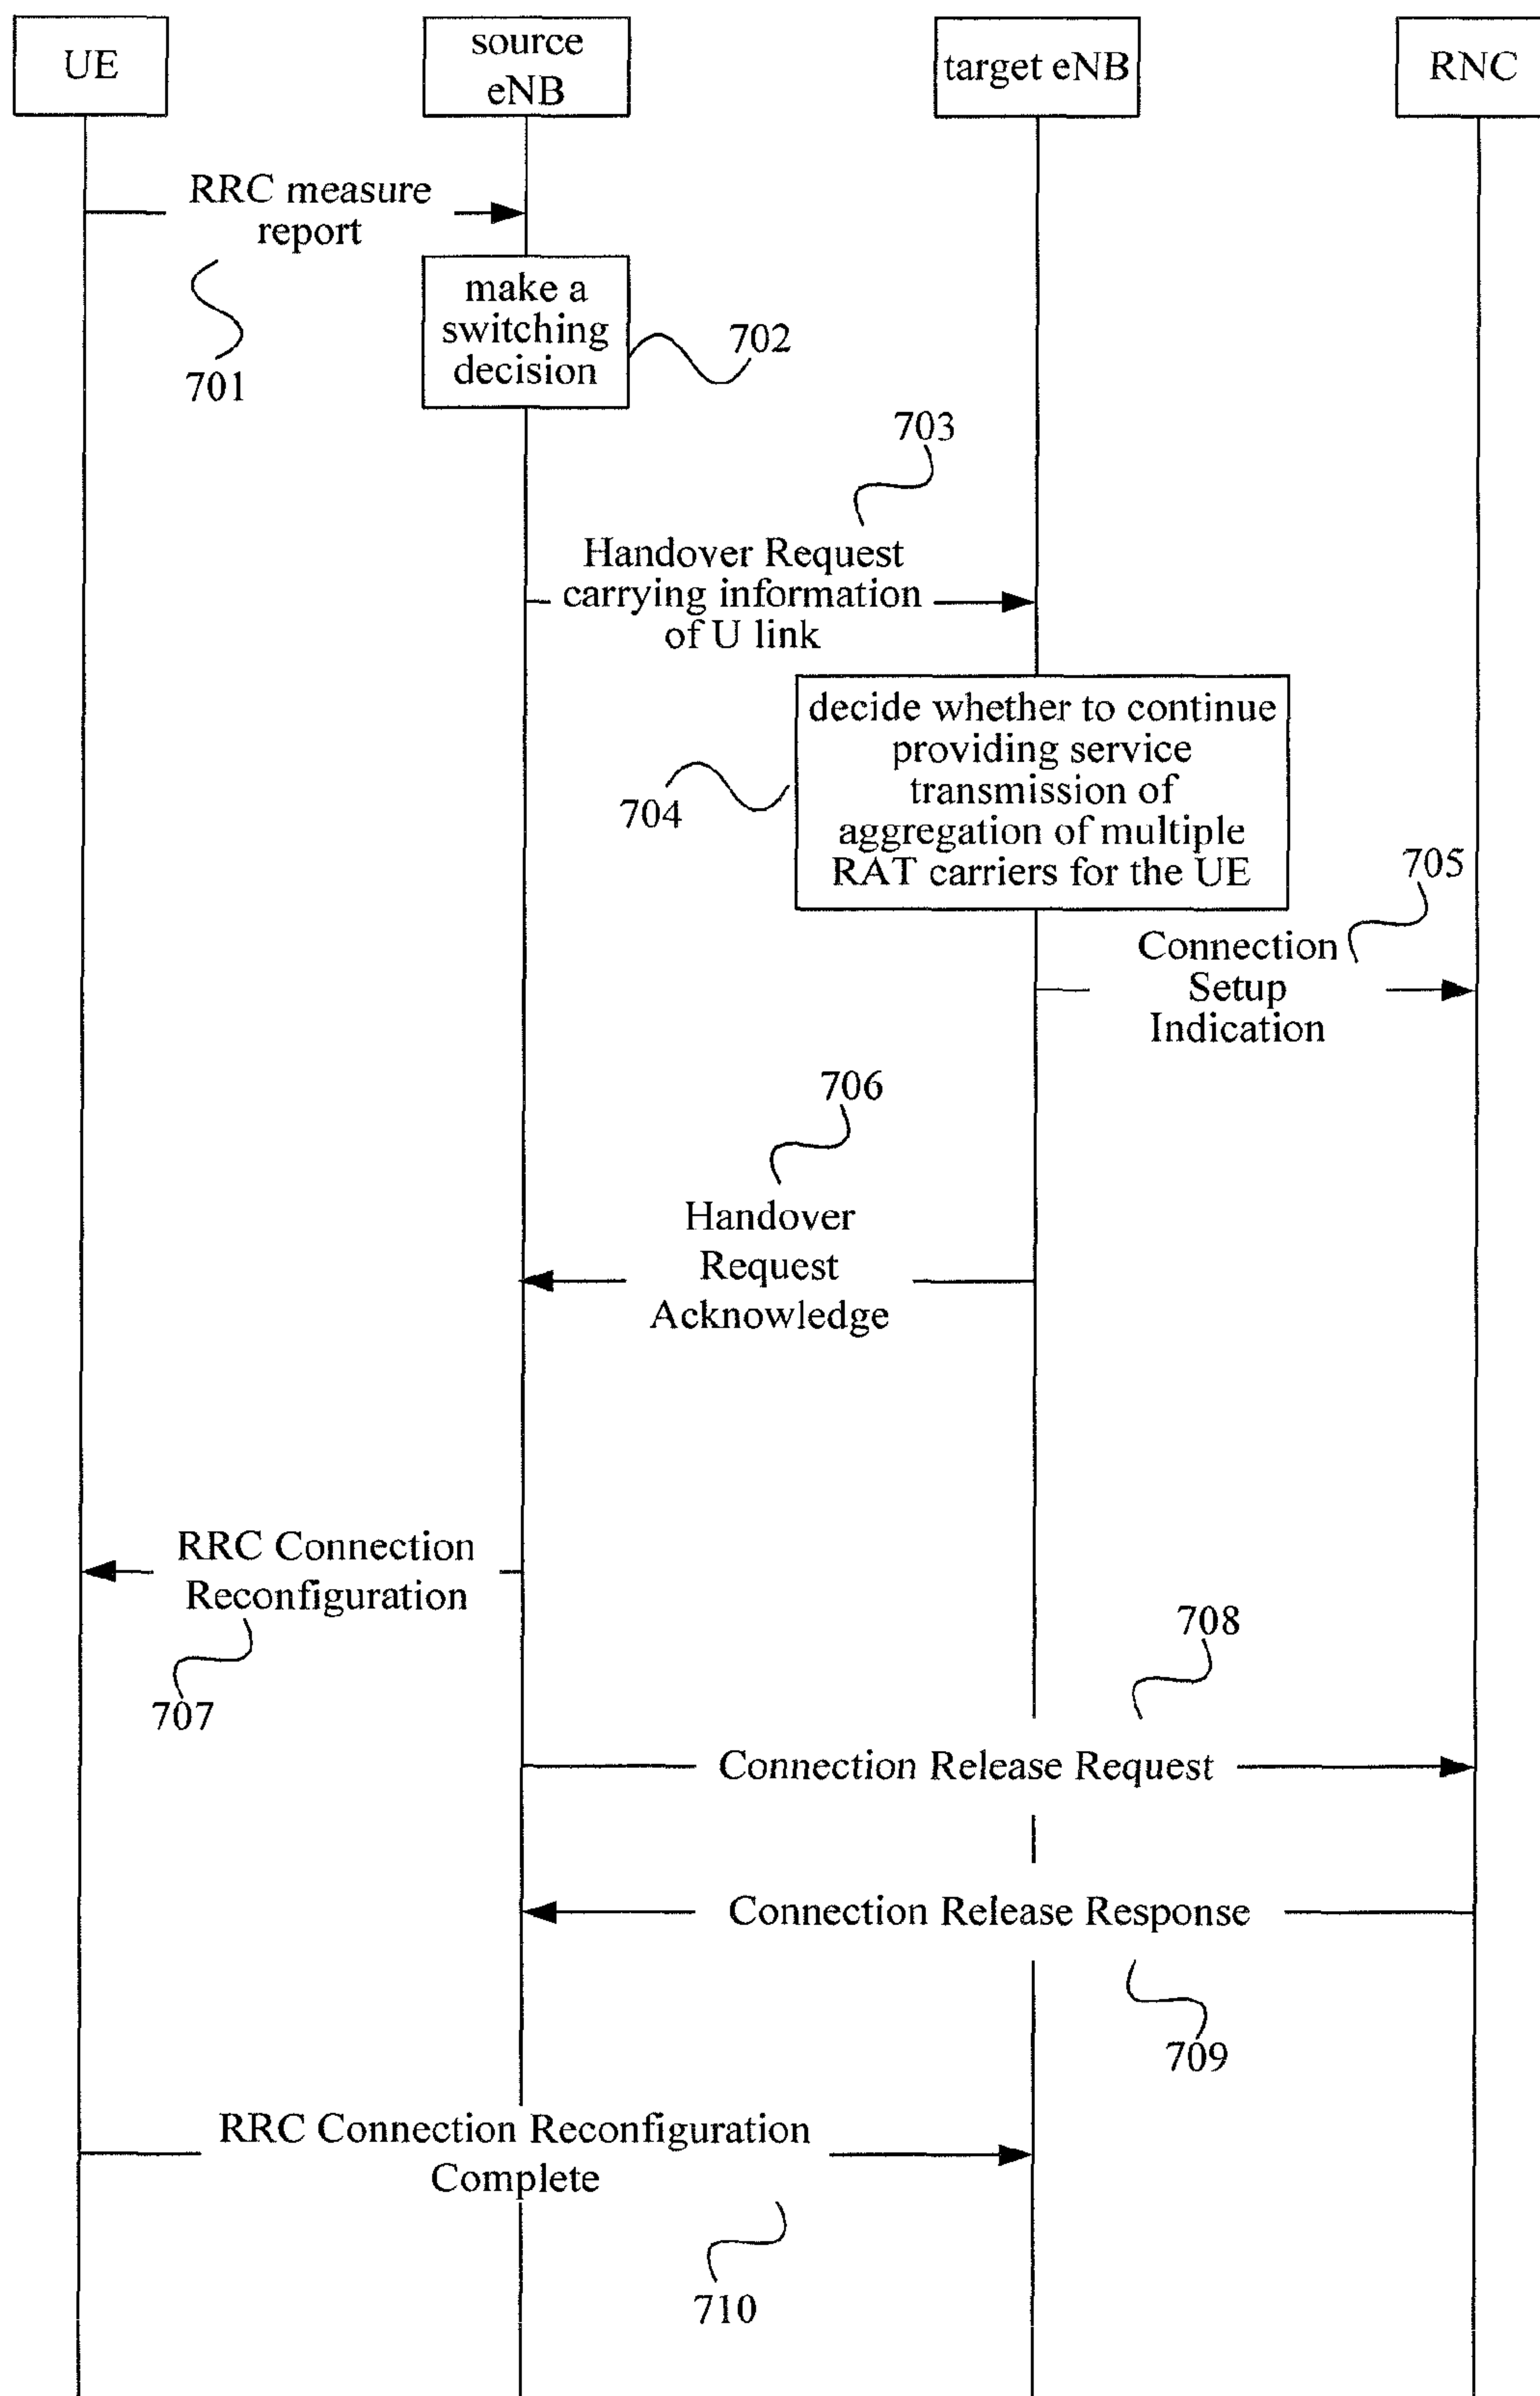 UE
source
eNB
target eNB
RNC
RRC measure
report
701
make a
switching
decision
702
703
Handover Request
carrying information
of U link
decide whether to continue
providing service
transmission of
aggregation of multiple
RAT carriers for the UE
704
705
Connection
Setup
Indication
706
Handover
Request
Acknowledge
RRC Connection
Reconfiguration
707
708
Connection Release Request
Connection Release Response
709
RRC Connection Reconfiguration
Complete
710